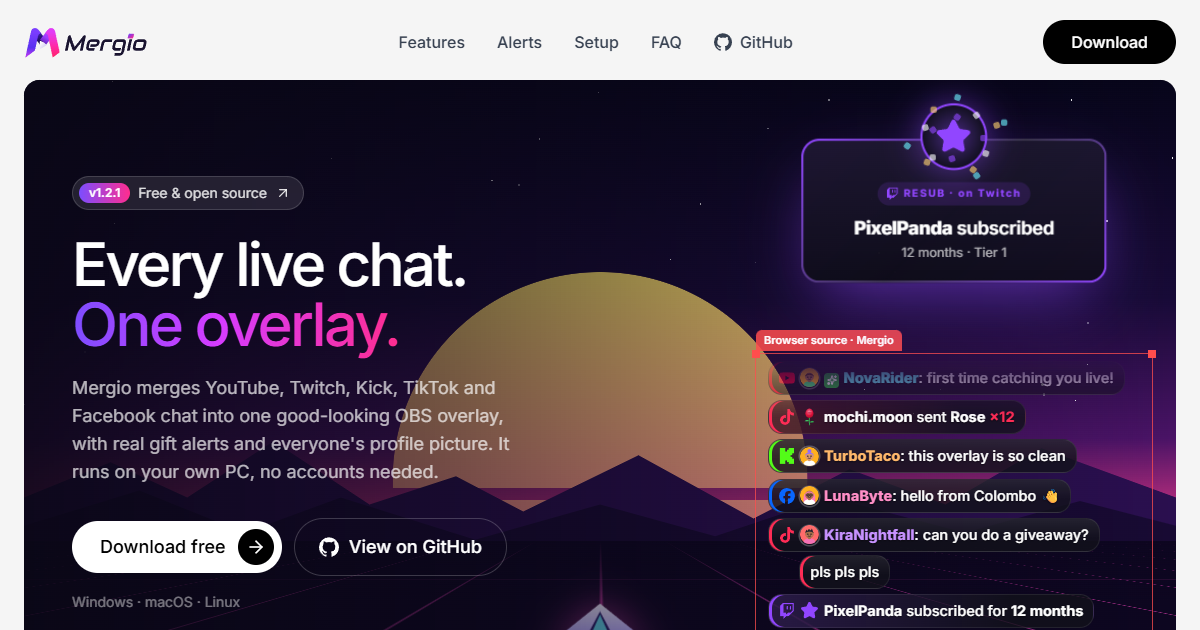 Mergio
Features
Alerts
Setup
FAQ
GitHub
Download
v1.2.1 Free & open source
Every live chat.
One overlay.
Mergio merges YouTube, Twitch, Kick, TikTok and
Facebook chat into one good-looking OBS overlay,
with real gift alerts and everyone's profile picture. It
runs on your own PC, no accounts needed.
Download free
View on GitHub
Windows · macOS · Linux
RESUB · on Twitch
PixelPanda subscribed
12 months · Tier 1
Browser source · Mergio
NovaRider: first time catching you live!
mochi.moon sent Rose ×12
TurboTaco: this overlay is so clean
LunaByte: hello from Colombo 👋
KiraNightfall: can you do a giveaway?
pls pls pls
PixelPanda subscribed for 12 months